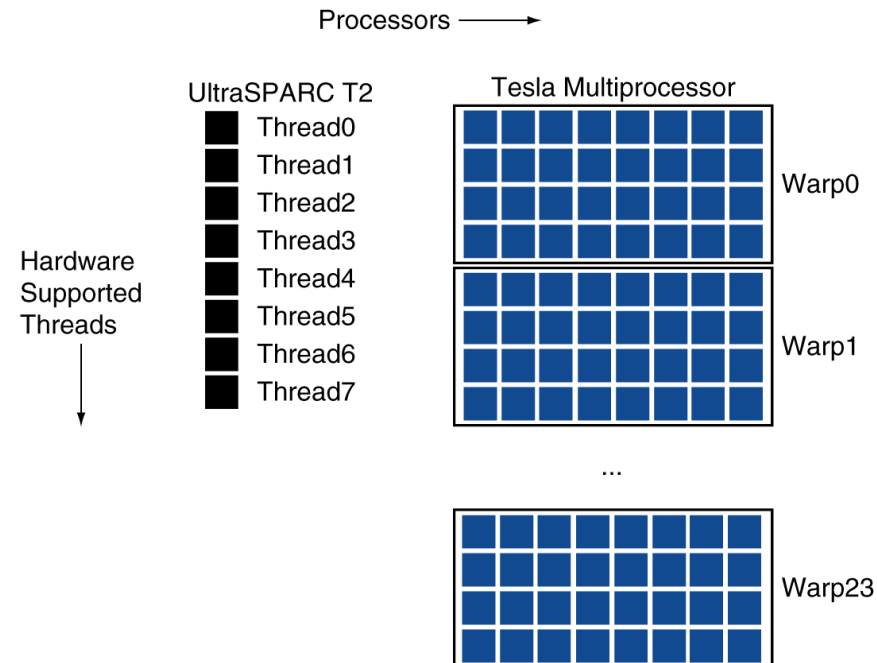 Processors
UltraSPARC T2
Tesla Multiprocessor
Thread0
Thread1
Thread2
Thread3
Thread4
Thread5
Thread6
Thread7
Hardware
Supported
Threads
Warp0
Warp1
...
Warp23